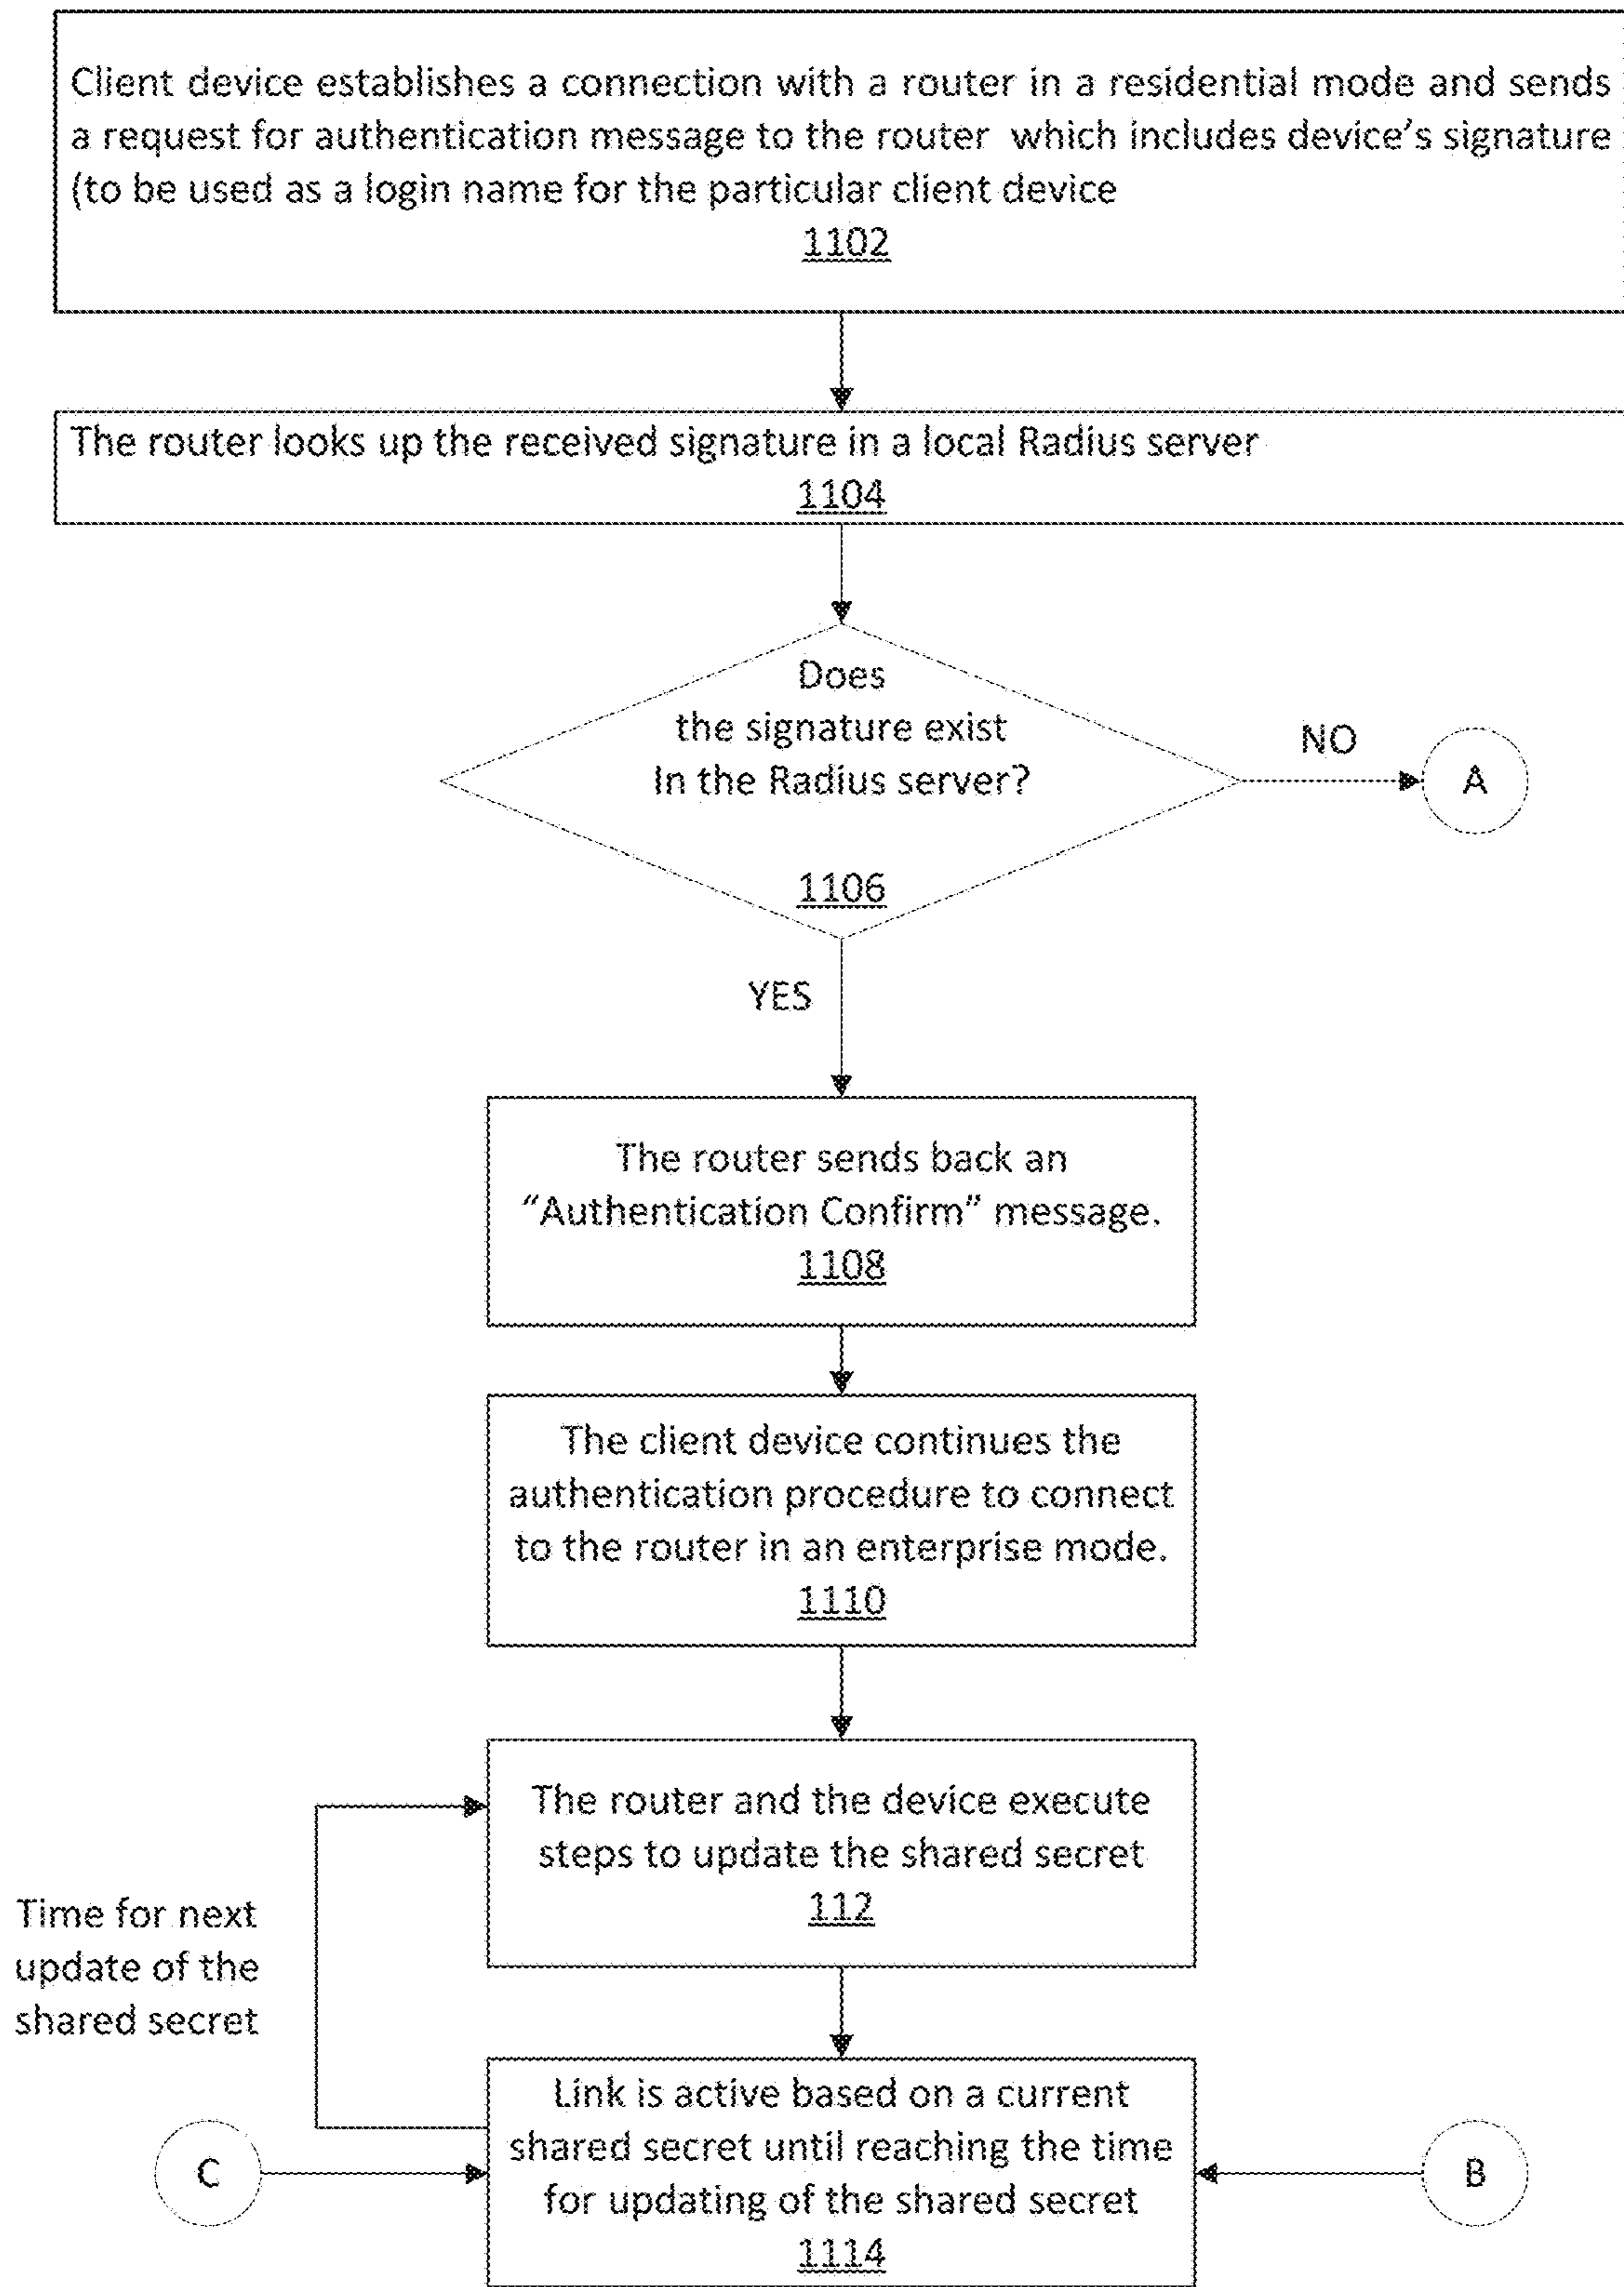 Client device establishes a connection with a router in a residential mode and sends
a request for authentication message to the router which includes device's signature
(to be used as a login name for the particular client device
1102
The router looks up the received signature in a local Radius server
1104
Does
the signature exist
In the Radius server?
1106
NO
A
YES
The router sends back an
“Authentication Confirm” message.
1108
The client device continues the
authentication procedure to connect
to the router in an enterprise mode.
1110
The router and the device execute
steps to update the shared secret
112
Time for next
update of the
shared secret
Link is active based on a current
shared secret until reaching the time
for updating of the shared secret
1114
C
B